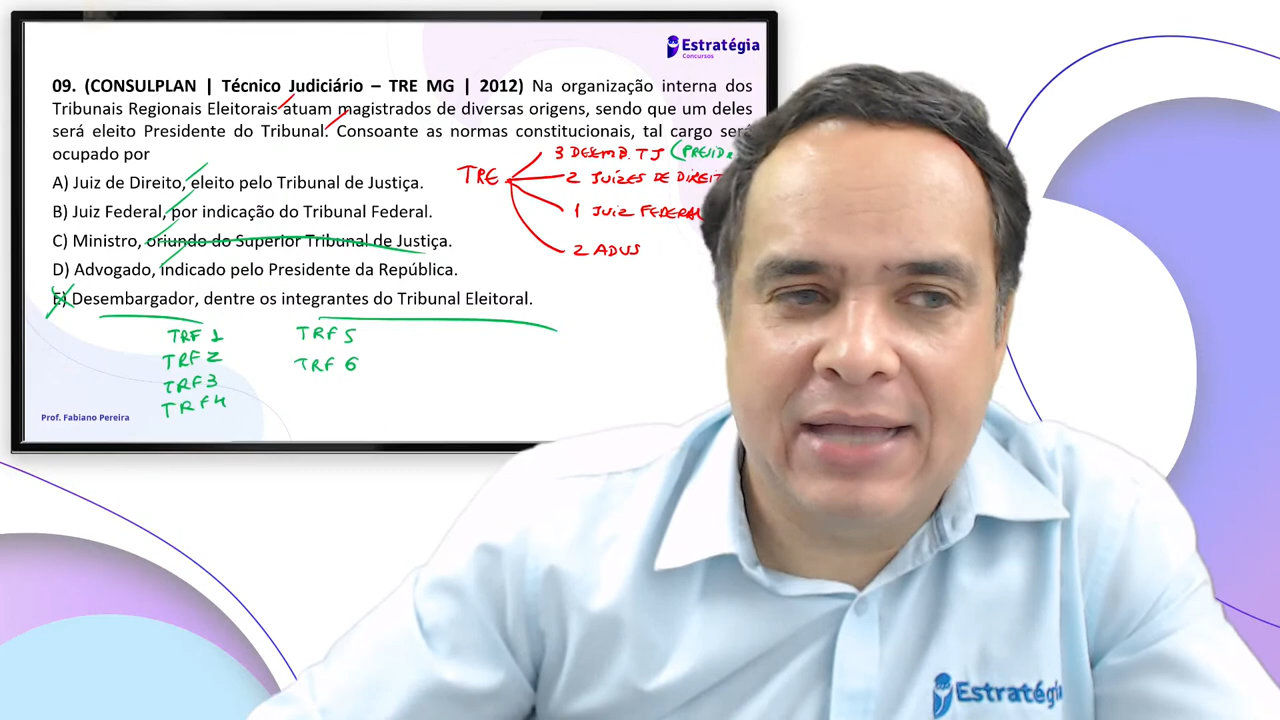 Estratégia
Concursos
09. (CONSULPLAN | Técnico Judiciário – TRE MG | 2012) Na organização interna dos
Tribunais Regionais Eleitorais atuam magistrados de diversas origens, sendo que um deles
será eleito Presidente do Tribunal. Consoante as normas constitucionais, tal cargo será
ocupado por
A) Juiz de Direito, eleito pelo Tribunal de Justiça.
B) Juiz Federal, por indicação do Tribunal Federal.
C) Ministro, oriundo do Superior Tribunal de Justiça.
D) Advogado, indicado pelo Presidente da República.
E) Desembargador, dentre os integrantes do Tribunal Eleitoral.
TRE
3 DESEMB. TJ
2 JUÍZES DE
1 JUIZ FEDERAL
2 ADVS
TRF 1
TRF 2
TRF 3
TRF 4
TRF 5
TRF 6
Prof. Fabiano Pereira
Estratégia